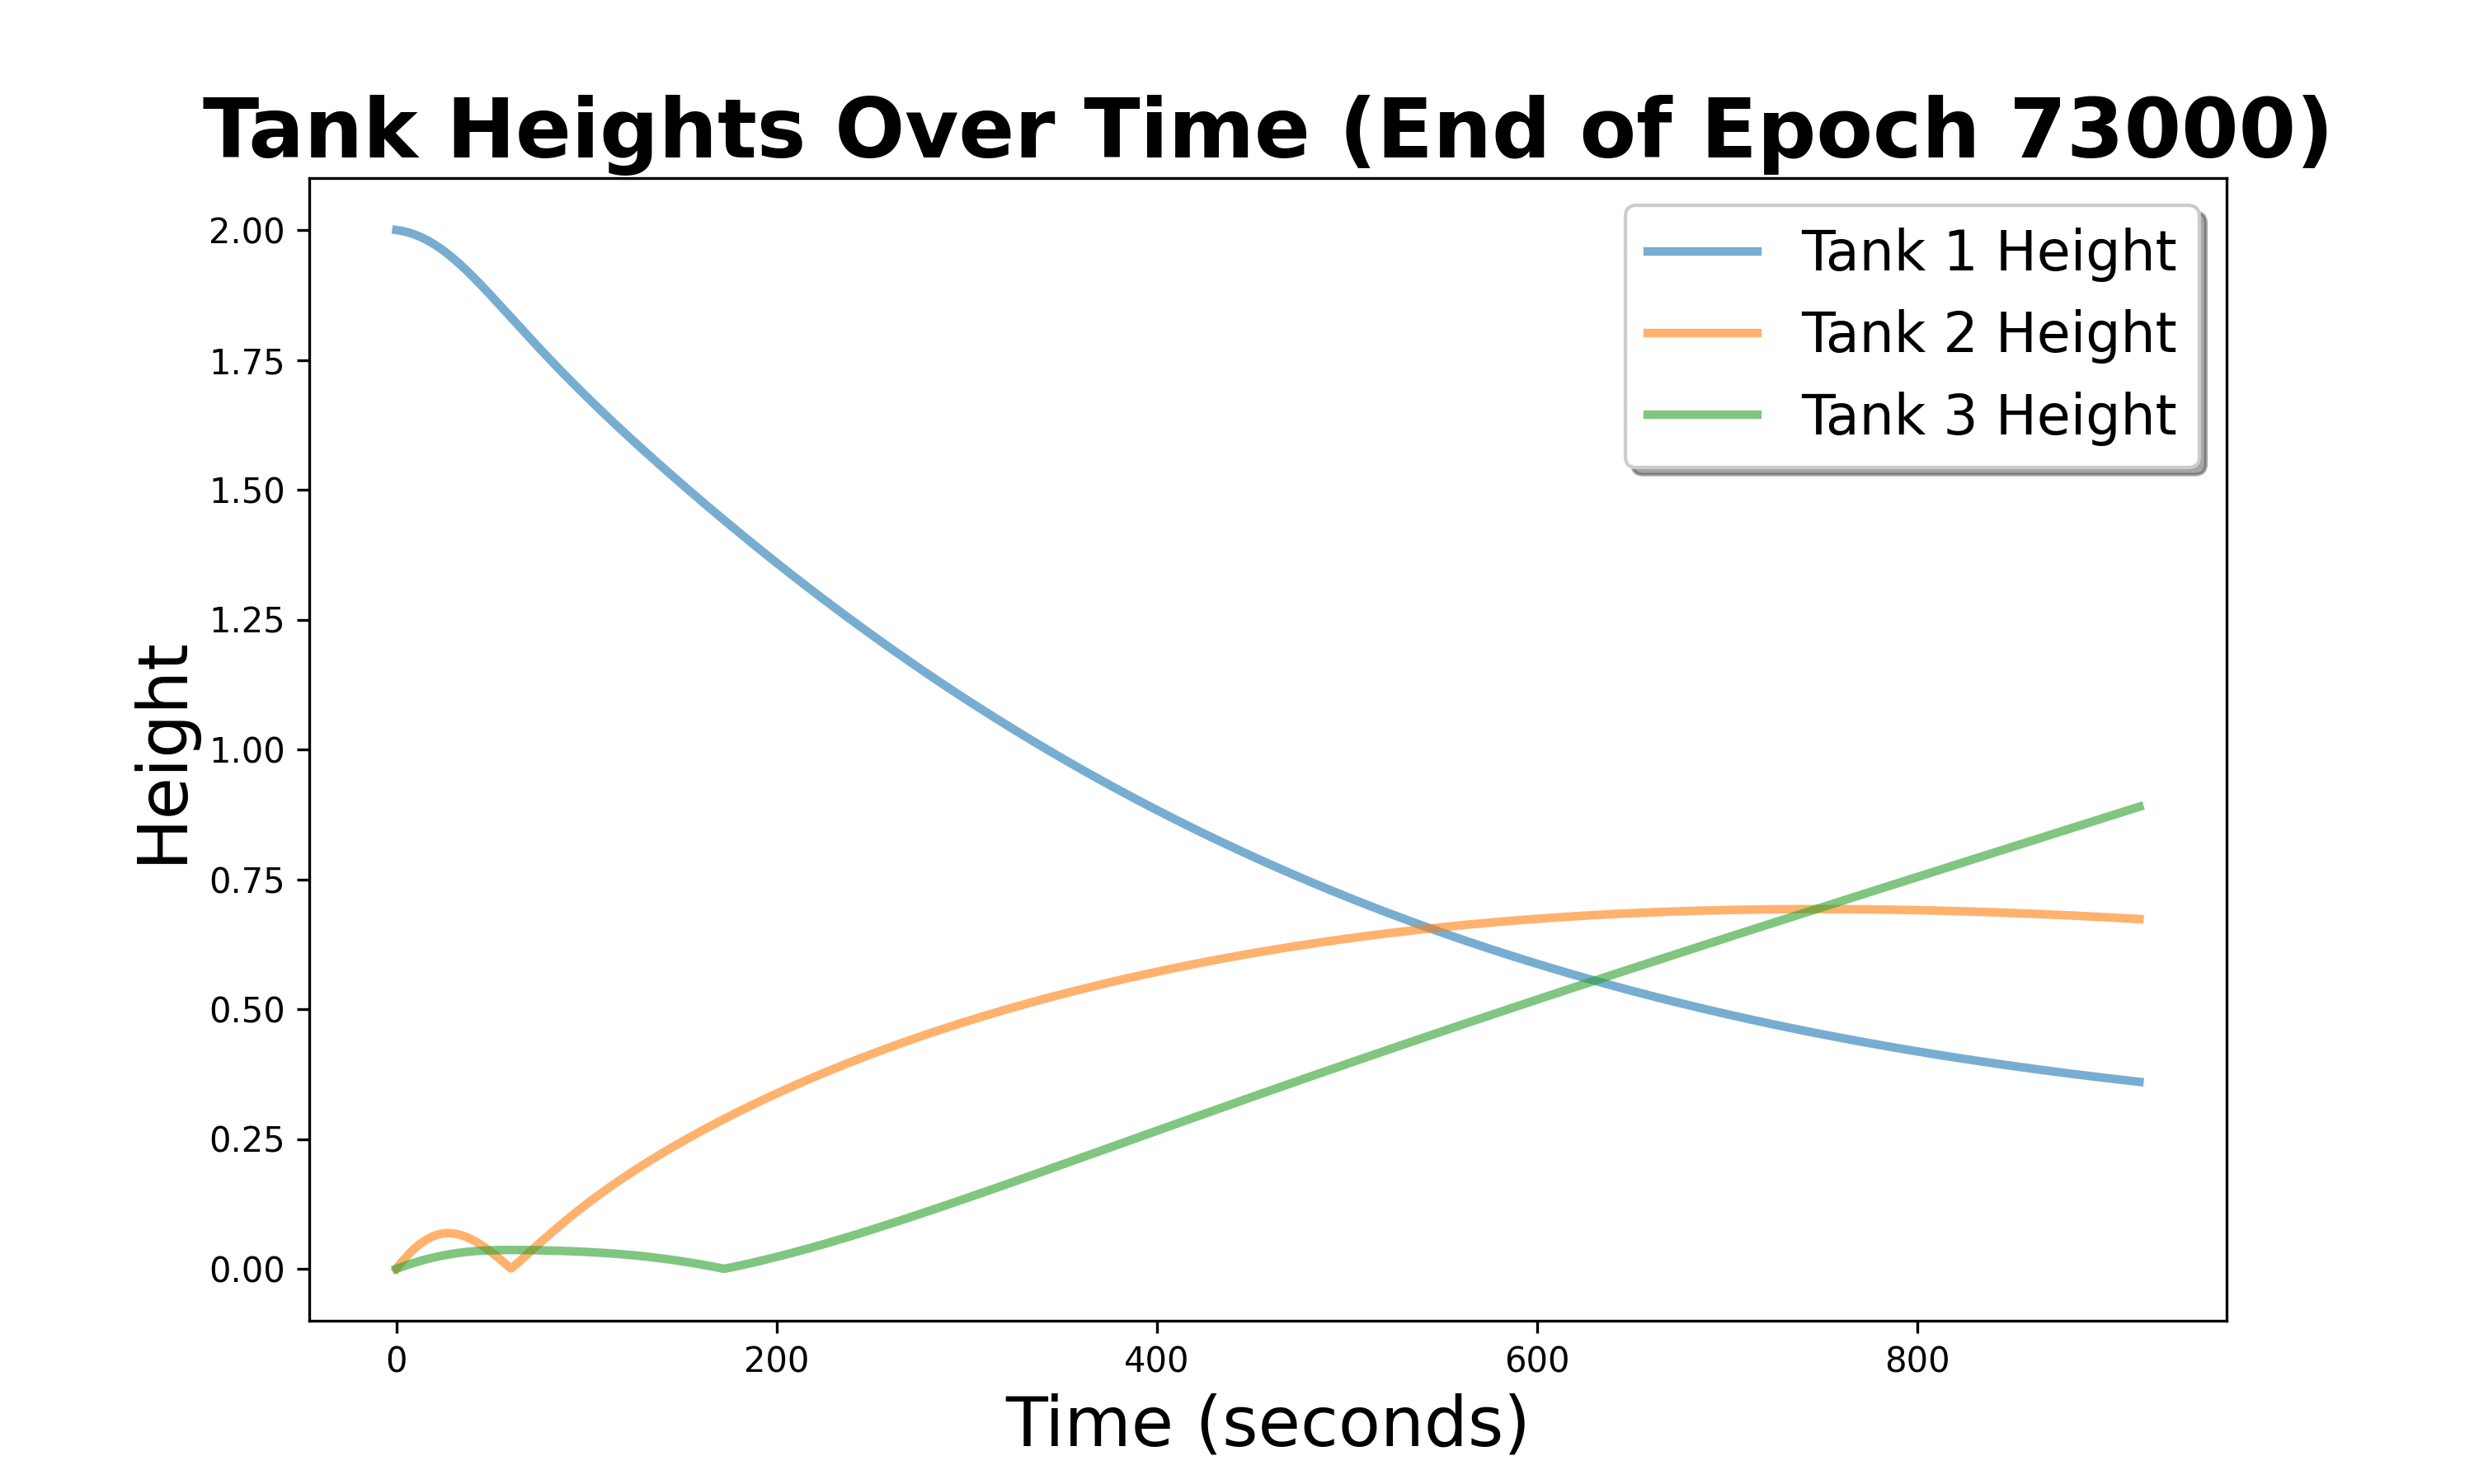 Tank Heights Over Time (End of Epoch 73000)
Tank 1 Height
Tank 2 Height
Tank 3 Height
Height
2.00
1.75
1.50
1.25
1.00
0.75
0.50
0.25
0.00
0 200 400 600 800
Time (seconds)